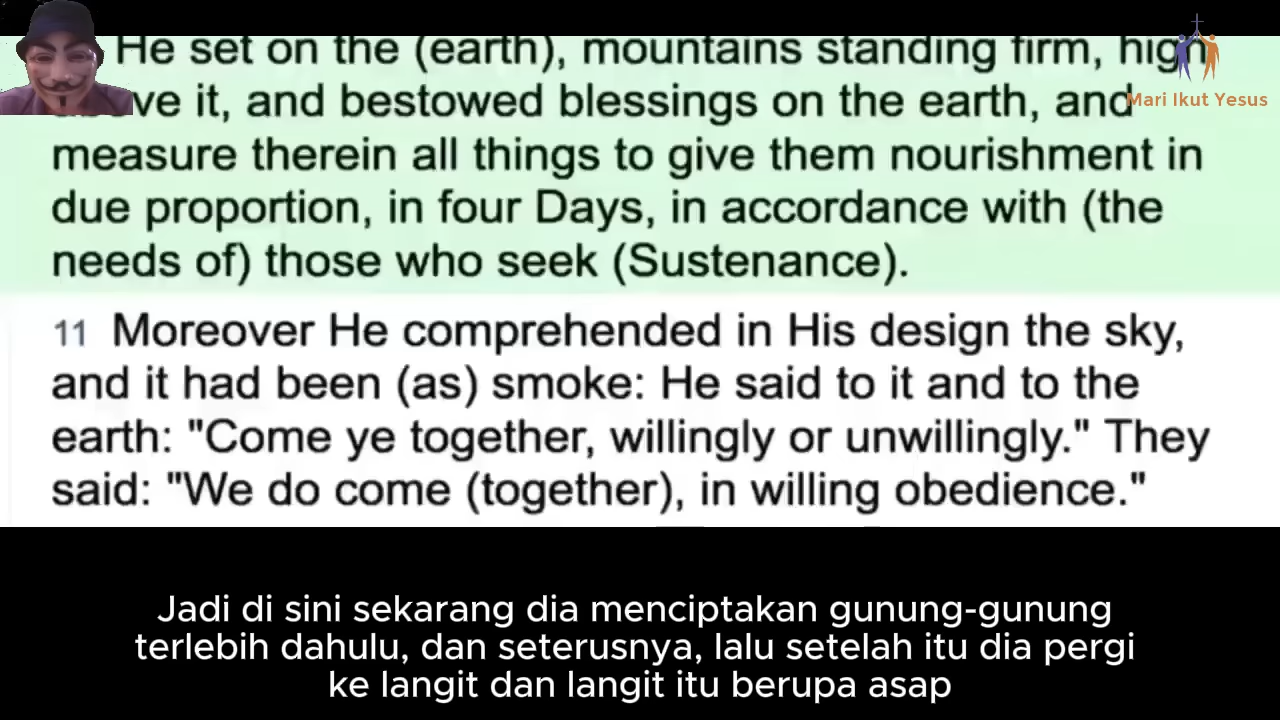 He set on the (earth), mountains standing firm, high
ve it, and bestowed blessings on the earth, and
Mari Ikut Yesus
measure therein all things to give them nourishment in
due proportion, in four Days, in accordance with (the
needs of) those who seek (Sustenance).
11 Moreover He comprehended in His design the sky,
and it had been (as) smoke: He said to it and to the
earth: "Come ye together, willingly or unwillingly." They
said: "We do come (together), in willing obedience."
Jadi di sini sekarang dia menciptakan gunung-gunung
terlebih dahulu, dan seterusnya, lalu setelah itu dia pergi
ke langit dan langit itu berupa asap